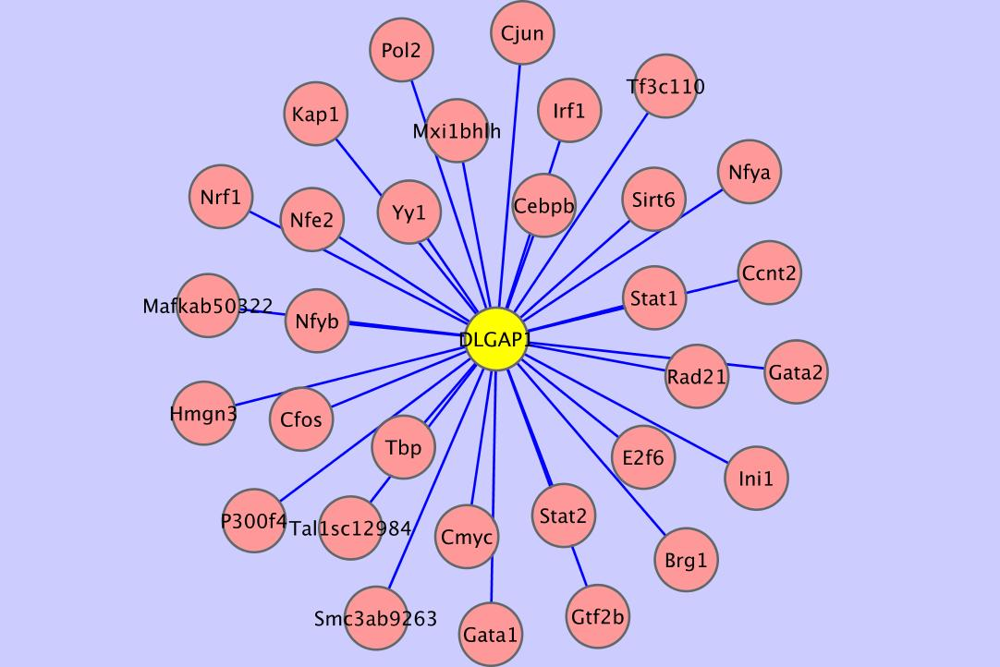 Cjun
Pol2
Tf3c110
Irf1
Kap1
Mxi1bhlh
Nfya
Nrf1
Sirt6
Cebpb
Yy1
Nfe2
Ccnt2
Stat1
Mafkab50322
Nfyb
DLGAP1
Gata2
Rad21
Hmgn3
Cfos
Tbp
E2f6
Ini1
Stat2
P300f4
Tal1sc12984
Cmyc
Brg1
Gtf2b
Smc3ab9263
Gata1